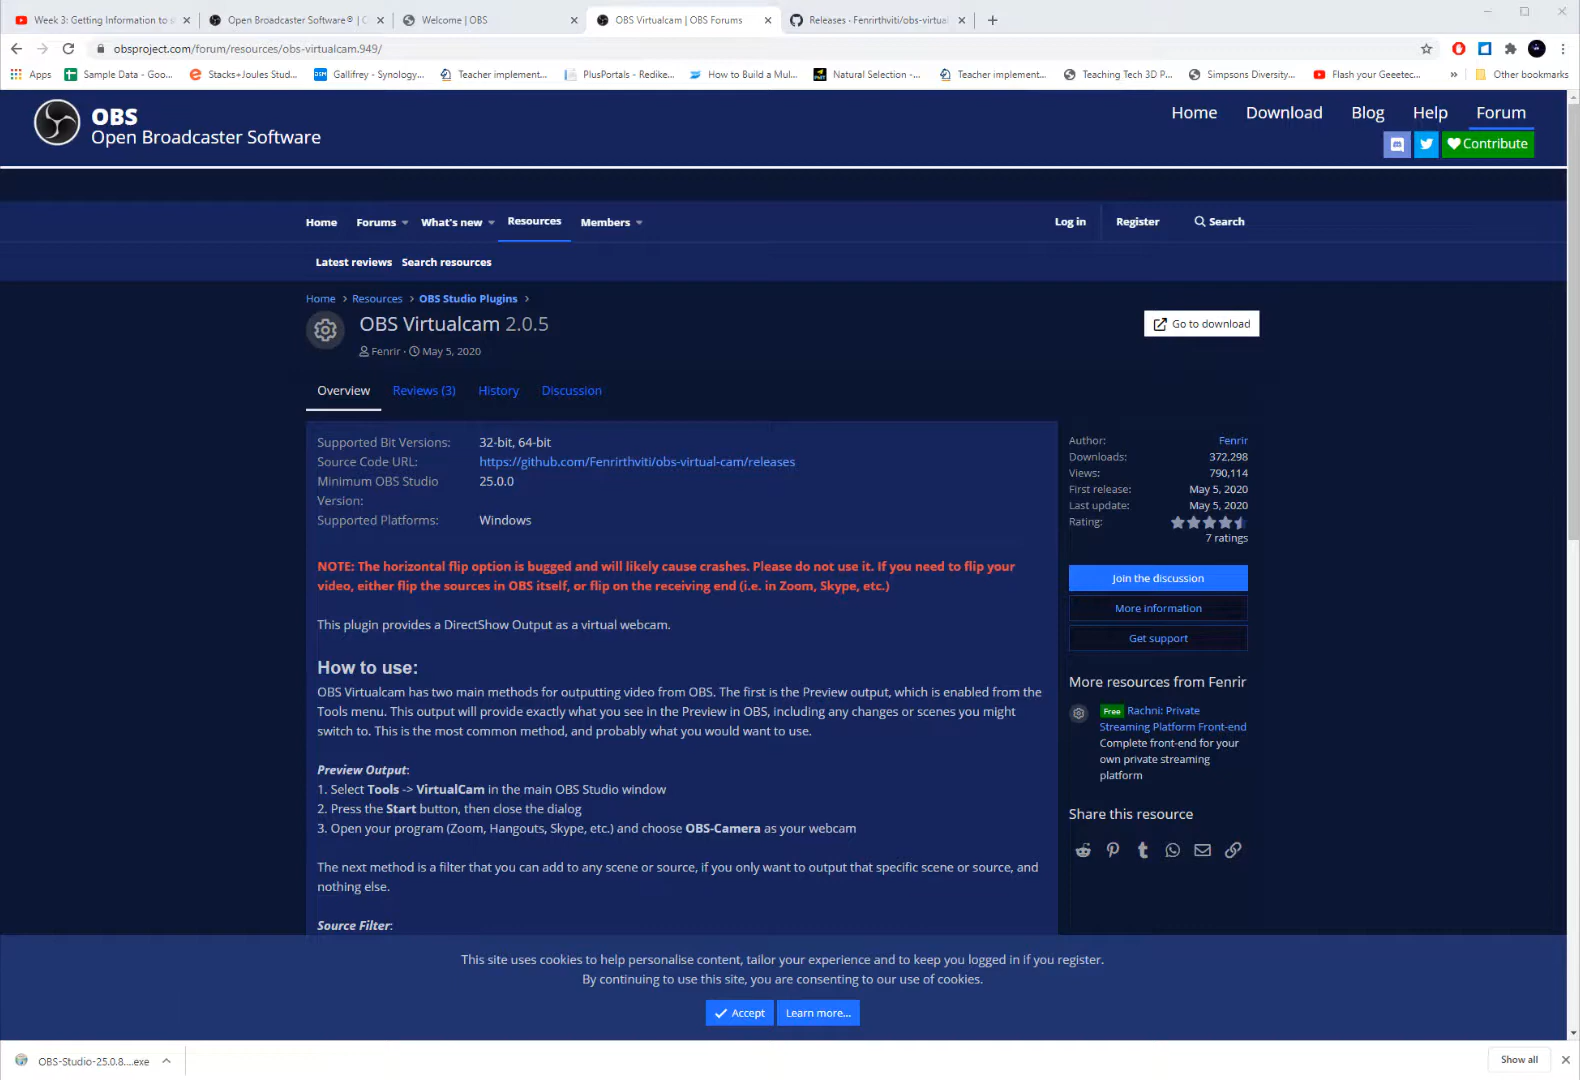 Week 3: Getting Information to s
Open Broadcaster Software® | O
Welcome | OBS
OBS Virtualcam | OBS Forums
Releases · Fenrirthviti/obs-virtua
obsproject.com/forum/resources/obs-virtualcam.949/
Apps
Sample Data - Goo...
Stacks+Joules Stud...
Gallifrey - Synology...
Teacher implement...
PlusPortals - Redike...
How to Build a Mul...
Natural Selection -...
Teacher implement...
Teaching Tech 3D P...
Simpsons Diversity...
Flash your Geeetec...
»
Other bookmarks
OBS
Open Broadcaster Software
Home Download Blog Help Forum
Contribute
Home Forums What's new Resources Members
Log in Register Search
Latest reviews Search resources
Home › Resources › OBS Studio Plugins ›
OBS Virtualcam 2.0.5
Go to download
Fenrir · May 5, 2020
Overview Reviews (3) History Discussion
Supported Bit Versions: 32-bit, 64-bit
Source Code URL: https://github.com/Fenrirthviti/obs-virtual-cam/releases
Minimum OBS Studio 25.0.0
Version:
Supported Platforms: Windows
NOTE: The horizontal flip option is bugged and will likely cause crashes. Please do not use it. If you need to flip your
video, either flip the sources in OBS itself, or flip on the receiving end (i.e. in Zoom, Skype, etc.)
This plugin provides a DirectShow Output as a virtual webcam.
How to use:
OBS Virtualcam has two main methods for outputting video from OBS. The first is the Preview output, which is enabled from the
Tools menu. This output will provide exactly what you see in the Preview in OBS, including any changes or scenes you might
switch to. This is the most common method, and probably what you would want to use.
Preview Output:
1. Select Tools -> VirtualCam in the main OBS Studio window
2. Press the Start button, then close the dialog
3. Open your program (Zoom, Hangouts, Skype, etc.) and choose OBS-Camera as your webcam
The next method is a filter that you can add to any scene or source, if you only want to output that specific scene or source, and
nothing else.
Source Filter:
Author: Fenrir
Downloads: 372,298
Views: 790,114
First release: May 5, 2020
Last update: May 5, 2020
Rating:
7 ratings
Join the discussion
More information
Get support
More resources from Fenrir
Free Rachni: Private
Streaming Platform Front-end
Complete front-end for your
own private streaming
platform
Share this resource
This site uses cookies to help personalise content, tailor your experience and to keep you logged in if you register.
By continuing to use this site, you are consenting to our use of cookies.
Accept Learn more...
OBS-Studio-25.0.8....exe
Show all